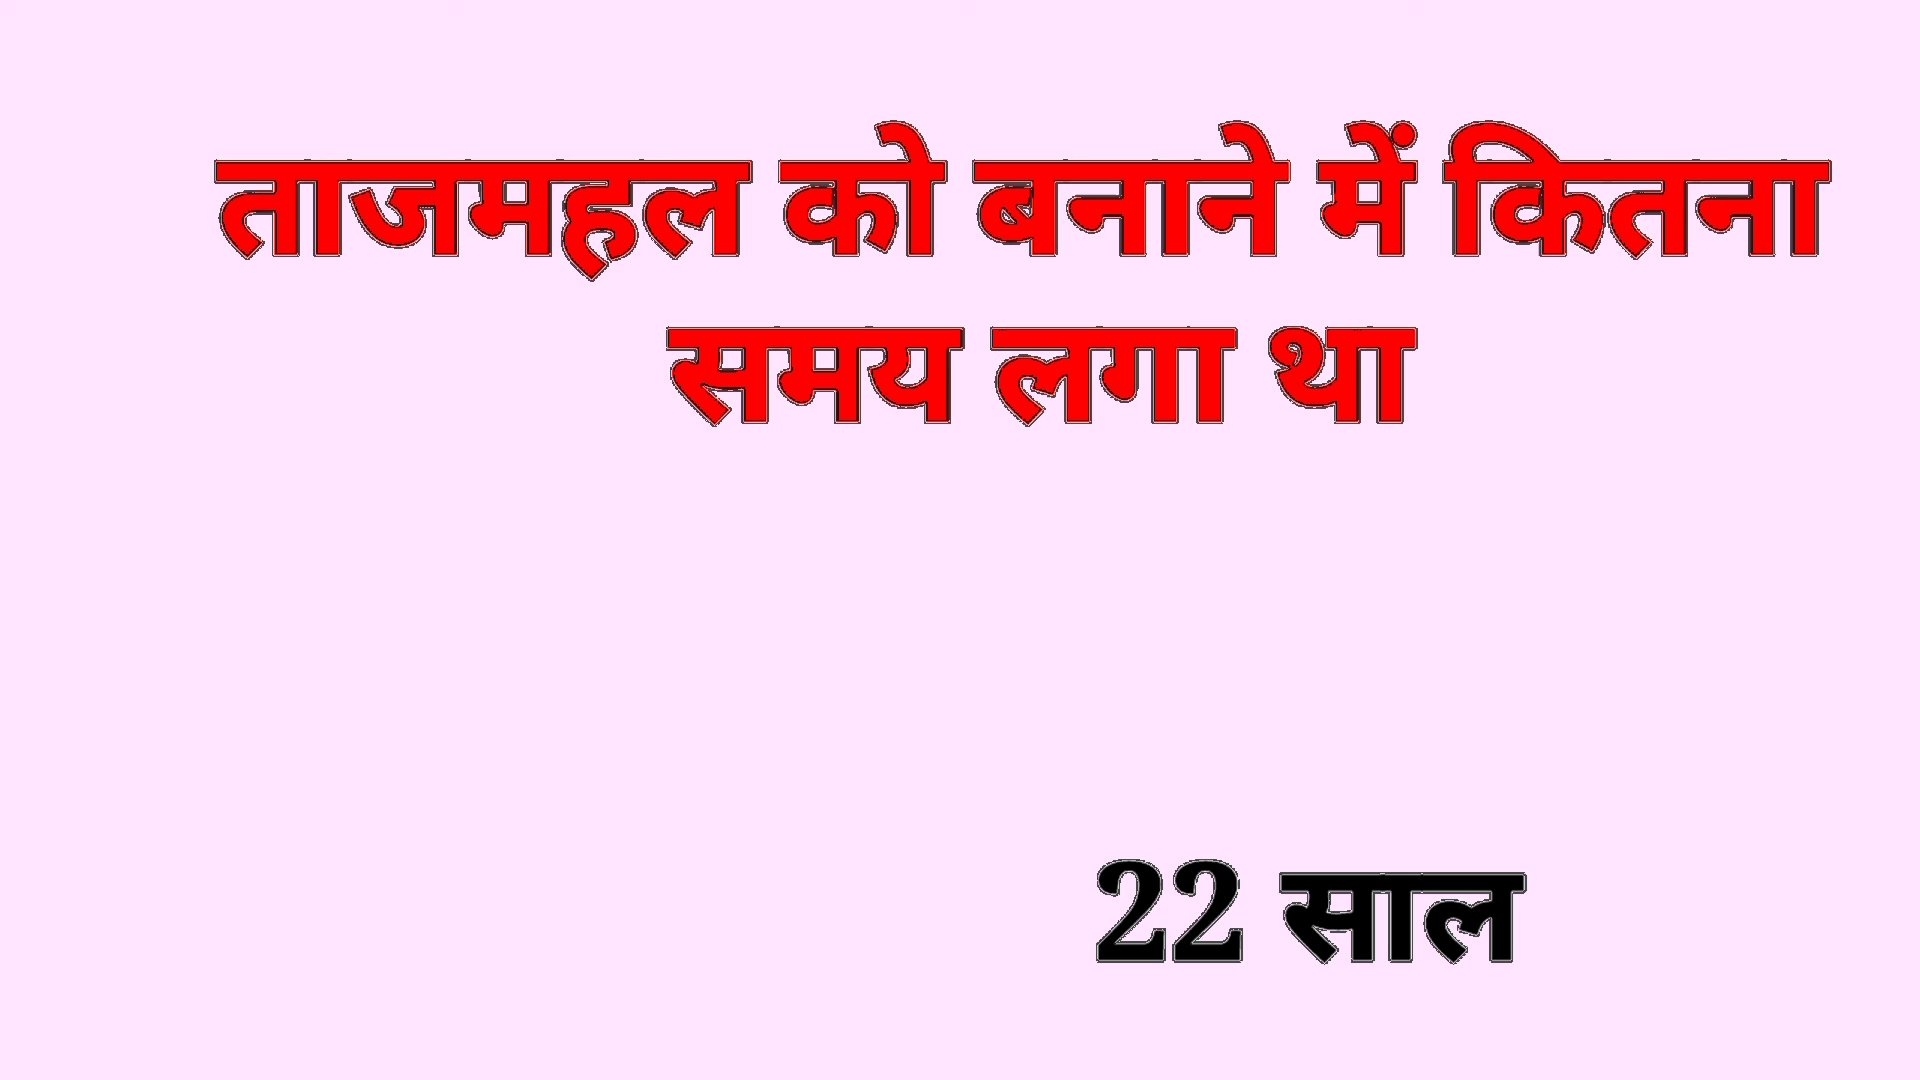 ताजमहल को बनाने में कितना
समय लगा था
22 साल